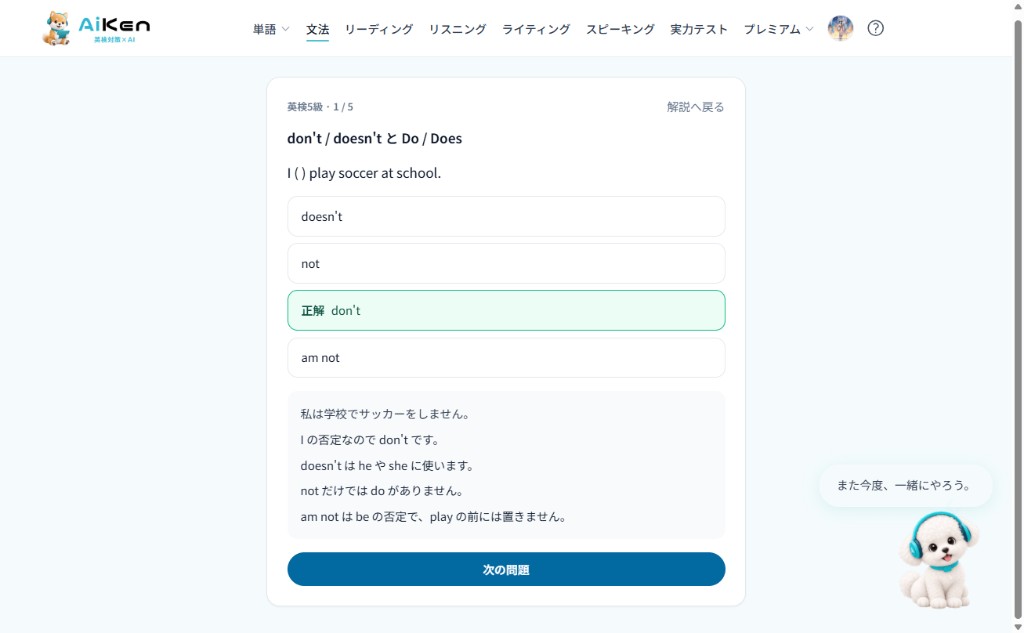 AiKen
英検対策×AI
単語
文法
リーディング
リスニング
ライティング
スピーキング
実力テスト
プレミアム
?
英検5級・1 / 5
解説へ戻る
don't / doesn't と Do / Does
I ( ) play soccer at school.
doesn't
not
正解 don't
am not
私は学校でサッカーをしません。
I の否定なので don't です。
doesn't は he や she に使います。
not だけでは do がありません。
am not は be の否定で、play の前には置きません。
次の問題
また今度、一緒にやろう。